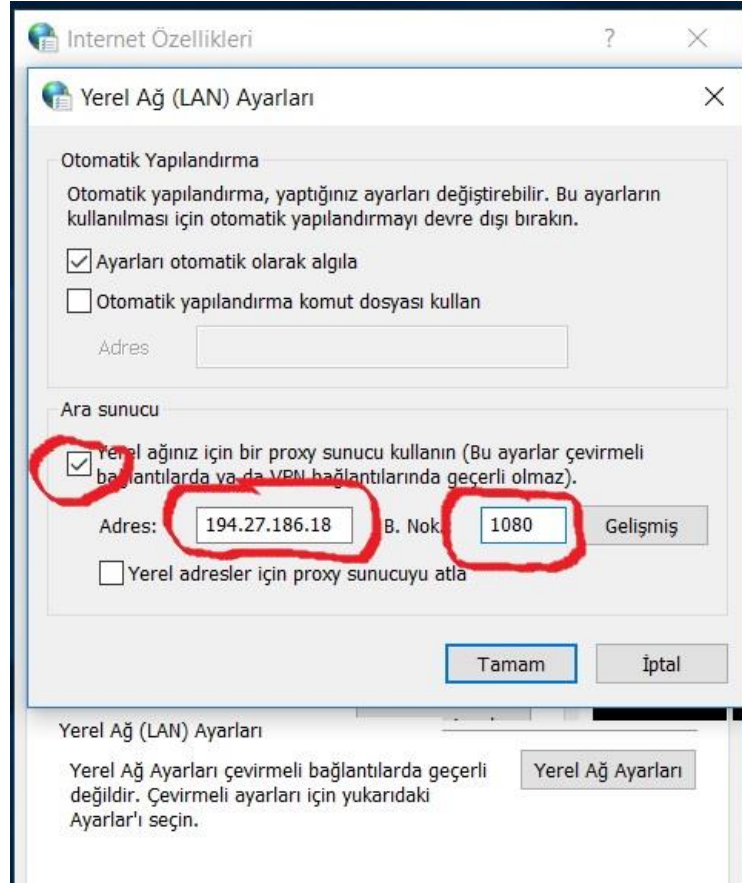 Internet Özellikleri
?
Yerel Ağ (LAN) Ayarları
Otomatik Yapılandırma
Otomatik yapılandırma, yaptığınız ayarları değiştirebilir. Bu ayarların
kullanılması için otomatik yapılandırmayı devre dışı bırakın.
Ayarları otomatik olarak algıla
Otomatik yapılandırma komut dosyası kullan
Adres
Ara sunucu
Yerel ağınız için bir proxy sunucu kullanın (Bu ayarlar çevirmeli
bağlantılarda ya da VPN bağlantılarında geçerli olmaz).
Adres: 194.27.186.18 B. Nok. 1080 Gelişmiş
Yerel adresler için proxy sunucuyu atla
Tamam İptal
Yerel Ağ (LAN) Ayarları
Yerel Ağ Ayarları çevirmeli bağlantılarda geçerli
değildir. Çevirmeli ayarları için yukarıdaki
Ayarlar'ı seçin.
Yerel Ağ Ayarları